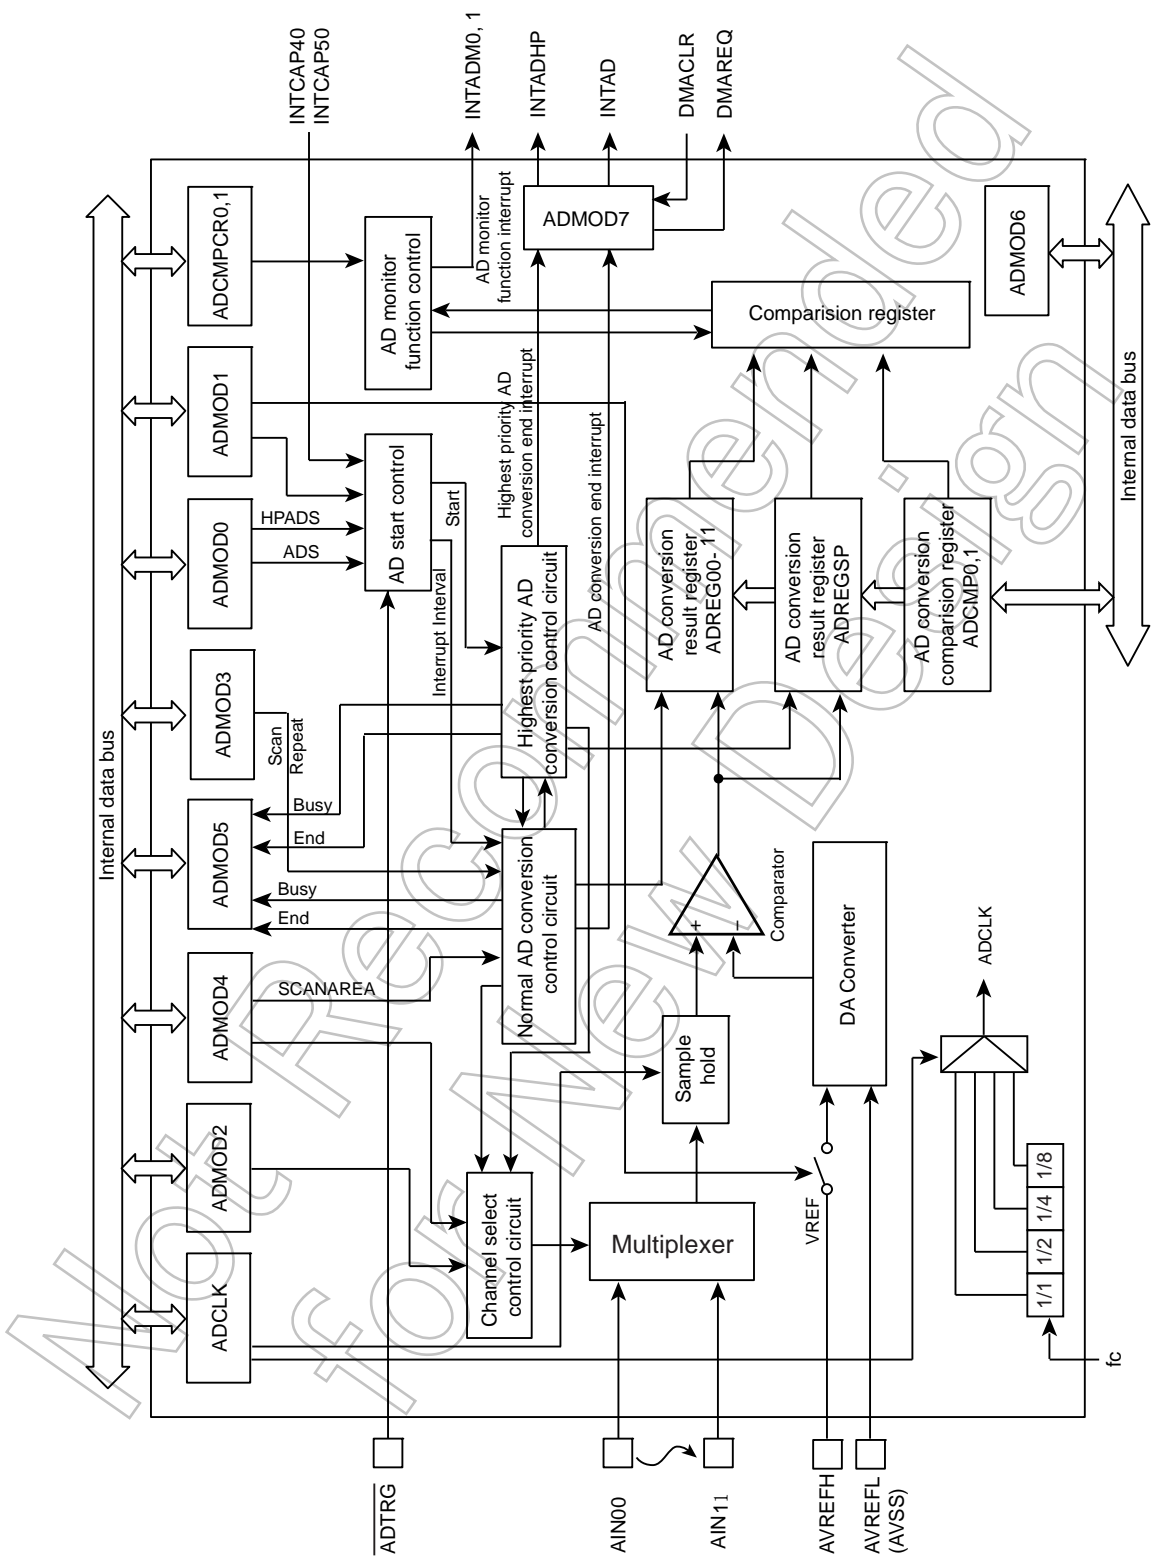 Internal data bus
ADCLK
ADMOD2
ADMOD4
ADMOD5
ADMOD3
ADMOD0
ADMOD1
ADCMPCR0,1
INTCAP40
INTCAP50
SCANAREA
End
Busy
End
Busy
Scan
Repeat
ADS
HPADS
ADTRG
AD start control
AD monitor
function control
INTADM0, 1
AD monitor
function interrupt
Interrupt Interval
Start
Channel select
control circuit
Normal AD conversion
control circuit
Highest priority AD
conversion control circuit
Highest priority AD
conversion end interrupt
AD conversion end interrupt
ADMOD7
INTADHP
INTAD
DMACLR
DMAREQ
AIN00
AIN11
Multiplexer
Sample
hold
+
−
Comparator
AD conversion
result register
ADREG00- 11
AD conversion
result register
ADREGSP
AD conversion
comparision register
ADCMP0,1
Comparision register
AVREFH
AVREFL
(AVSS)
VREF
DA Converter
ADCLK
fc
1/1
1/2
1/4
1/8
ADMOD6
Internal data bus
Not Recommended
for New Design